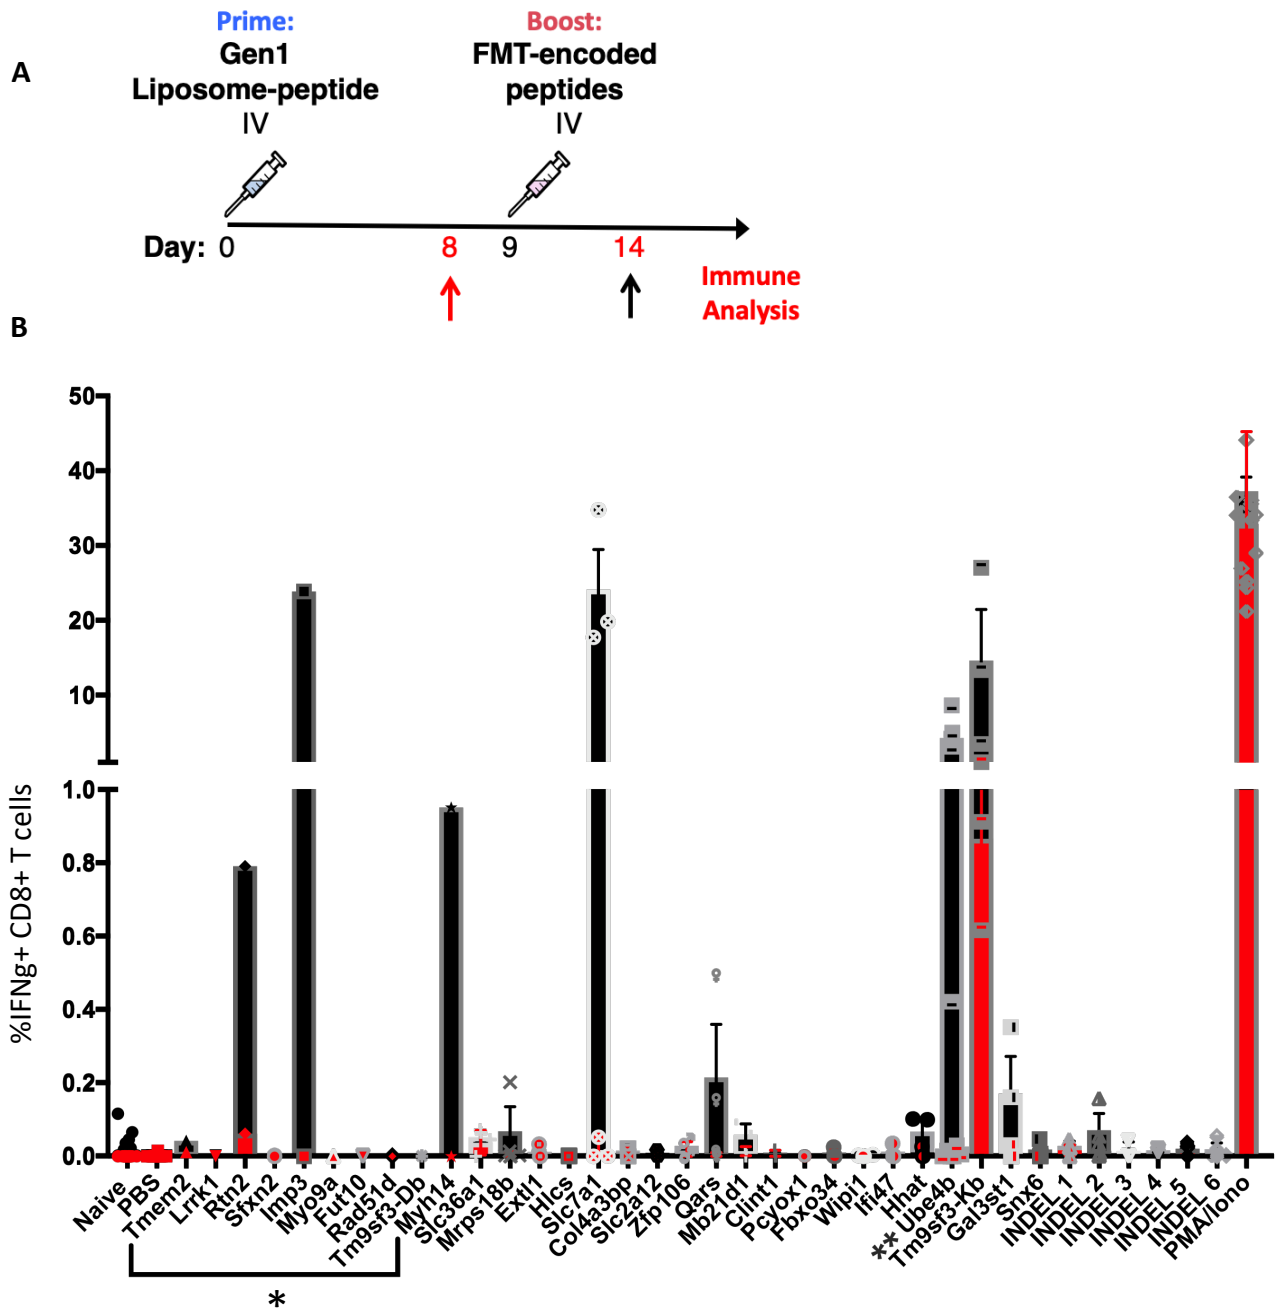 A
Prime:
Gen1
Liposome-peptide
IV
Boost:
FMT-encoded
peptides
IV
Day: 0 8 9 14
Immune
Analysis
B
%IFNg+ CD8+ T cells
50
40
30
20
10
1.0
0.8
0.6
0.4
0.2
0.0
Naive
PBS
Tmem2
Lrrk1
Rtn2
Sfxn2
Imp3
Myo9a
Fut10
Rad51d
Tm9sf3-Db
Myh14
Slc36a1
Mrps18b
Extl1
Hlcs
Slc7a1
Col4a3bp
Slc2a12
Zfp106
Qars
Mb21d1
Clint1
Pcyox1
Fbxo34
Wipi1
Ifi47
Hhat
** Ube4b
Tm9sf3-Kb
Gal3st1
Snx6
INDEL 1
INDEL 2
INDEL 3
INDEL 4
INDEL 5
INDEL 6
PMA/Iono
*